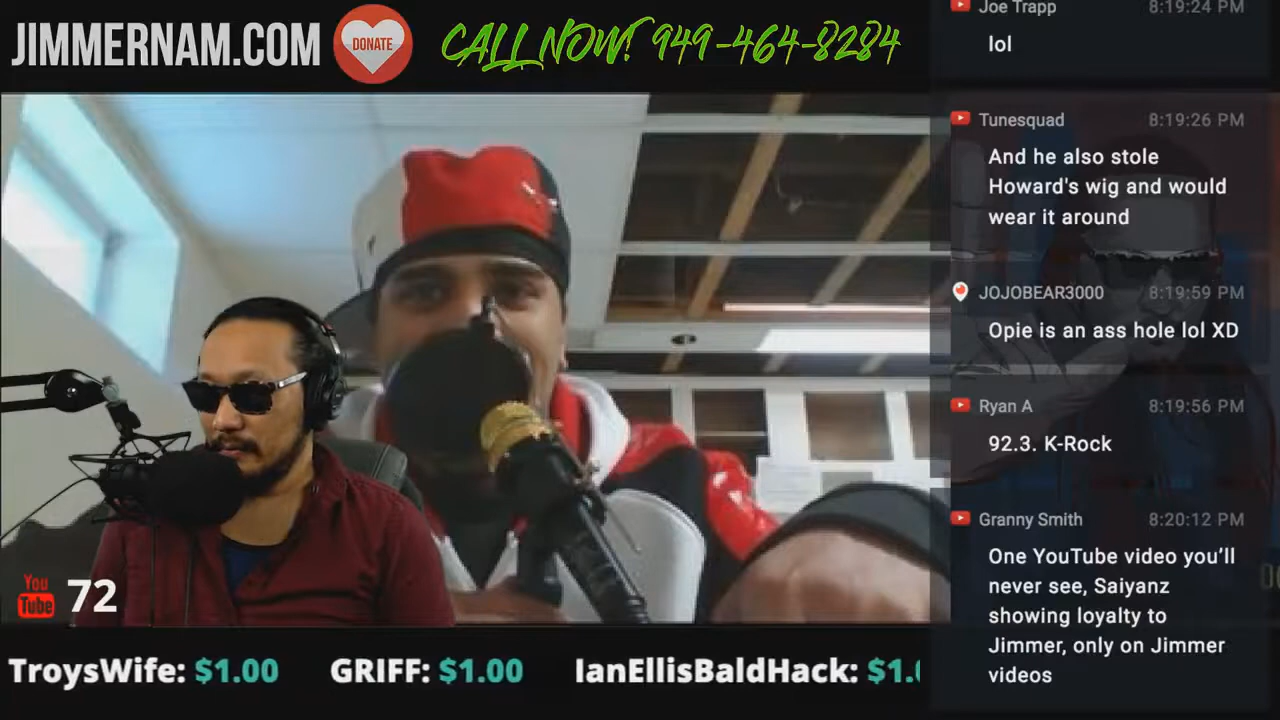 JIMMERNAM.COM
DONATE
CALL NOW! 949-464-8284
Joe Trapp 8:19:24 PM
lol
Tunesquad 8:19:26 PM
And he also stole
Howard's wig and would
wear it around
JOJOBEAR3000 8:19:59 PM
Opie is an ass hole lol XD
Ryan A 8:19:56 PM
92.3. K-Rock
Granny Smith 8:20:12 PM
One YouTube video you’ll
never see, Saiyanz
showing loyalty to
Jimmer, only on Jimmer
videos
You
Tube
72
TroysWife: $1.00 GRIFF: $1.00 IanEllisBaldHack: $1.0